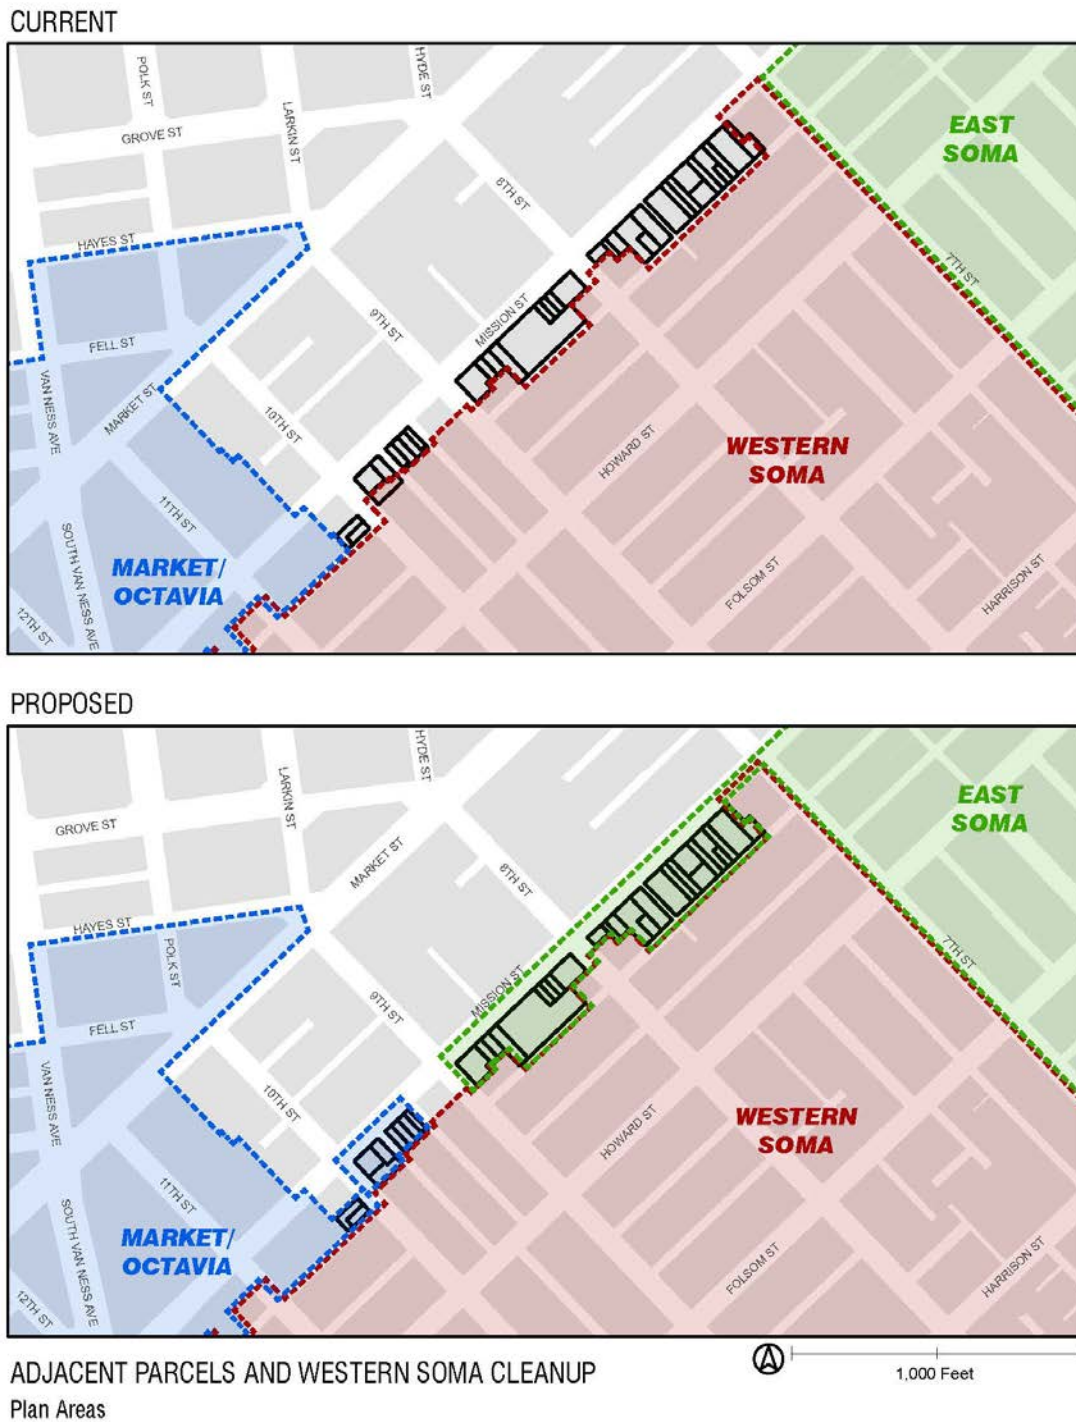 CURRENT
POLK ST
HYDE ST
LARKIN ST
GROVE ST
EAST
SOMA
8TH ST
HAYES ST
7TH ST
MISSION ST
9TH ST
FELL ST
VAN NESS AVE
MARKET ST
10TH ST
HOWARD ST
WESTERN
SOMA
11TH ST
SOUTH VAN NESS AVE
MARKET/
OCTAVIA
FOLSOM ST
HARRISON ST
12TH ST
PROPOSED
HYDE ST
LARKIN ST
EAST
SOMA
GROVE ST
MARKET ST
8TH ST
HAYES ST
POLK ST
7TH ST
MISSION ST
9TH ST
FELL ST
VAN NESS AVE
10TH ST
HOWARD ST
WESTERN
SOMA
11TH ST
SOUTH VAN NESS AVE
MARKET/
OCTAVIA
FOLSOM ST
HARRISON ST
12TH ST
ADJACENT PARCELS AND WESTERN SOMA CLEANUP
1,000 Feet
Plan Areas